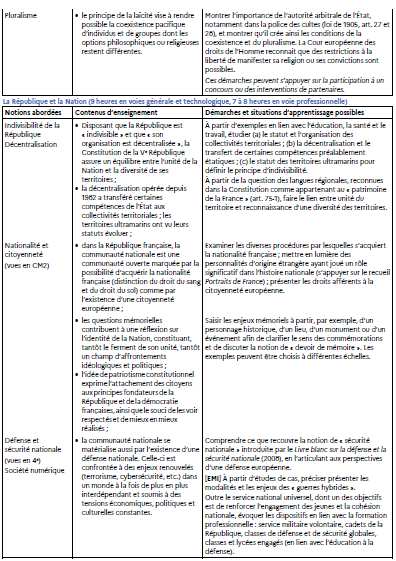 Pluralisme
• le principe de la laïcité vise à rendre
possible la coexistence pacifique
d'individus et de groupes dont les
options philosophiques ou religieuses
restent différentes.
Montrer l'importance de l'autorité arbitrale de l'État,
notamment dans la police des cultes (loi de 1905, art. 27 et
28), et montrer qu'il crée ainsi les conditions de la
coexistence et du pluralisme. La Cour européenne des
droits de l'Homme reconnait que des restrictions à la
liberté de manifester sa religion ou ses convictions sont
possibles.
Ces démarches peuvent s'appuyer sur la participation à un
concours ou des interventions de partenaires.
La République et la Nation (9 heures en voies générale et technologique, 7 à 8 heures en voie professionnelle)
Notions abordées
Contenus d'enseignement
Démarches et situations d'apprentissage possibles
Indivisibilité de la
République
Décentralisation
• Disposant que la République est
« indivisible » et que « son
organisation est décentralisée », la
Constitution de la Vᵉ République
assure un équilibre entre l'unité de la
Nation et la diversité de ses
territoires ;
• la décentralisation opérée depuis
1982 a transféré certaines
compétences de l'État aux
collectivités territoriales ; les
territoires ultramarins ont vu leurs
statuts évoluer ;
À partir d'exemples en lien avec l'éducation, la santé et le
travail, étudier (a) le statut et l'organisation des
collectivités territoriales ; (b) la décentralisation et le
transfert de certaines compétences préalablement
étatiques ; (c) le statut des territoires ultramarins pour
définir le principe d'indivisibilité.
À partir de la question des langues régionales, reconnues
dans la Constitution comme appartenant au « patrimoine
de la France » (art. 75-1), faire le lien entre unité du
territoire et reconnaissance d'une diversité des territoires.
Nationalité et
citoyenneté
(vues en CM2)
• dans la République française, la
communauté nationale est une
communauté ouverte marquée par la
possibilité d'acquérir la nationalité
française (distinction du droit du sang
et du droit du sol) comme par
l'existence d'une citoyenneté
européenne ;
Examiner les diverses procédures par lesquelles s'acquiert
la nationalité française ; mettre en lumière des
personnalités d'origine étrangère ayant joué un rôle
significatif dans l'histoire nationale (s'appuyer sur le recueil
Portraits de France) ; présenter les droits afférents à la
citoyenneté européenne.
• les questions mémorielles
contribuent à une réflexion sur
l'identité de la Nation, constituant,
tantôt le ferment de son unité, tantôt
un champ d'affrontements
idéologiques et politiques ;
• l'idée de patriotisme constitutionnel
exprime l'attachement des citoyens
aux principes fondateurs de la
République et de la démocratie
françaises, ainsi que le souci de les voir
respectés et de mieux en mieux
réalisés ;
Saisir les enjeux mémoriels à partir, par exemple, d'un
personnage historique, d'un lieu, d'un monument ou d'un
événement afin de clarifier le sens des commémorations
et de discuter la notion de « devoir de mémoire ». Les
exemples peuvent être choisis à différentes échelles.
Défense et
sécurité nationale
(vues en 4ᵉ)
Société numérique
• la communauté nationale se
matérialise aussi par l'existence d'une
défense nationale. Celle-ci est
confrontée à des enjeux renouvelés
(terrorisme, cybersécurité, etc.) dans
un monde à la fois de plus en plus
interdépendant et soumis à des
tensions économiques, politiques et
culturelles constantes.
Comprendre ce que recouvre la notion de « sécurité
nationale » introduite par le Livre blanc sur la défense et la
sécurité nationale (2008), en l'articulant aux perspectives
d'une défense européenne.
[EMI] À partir d'études de cas, préciser présenter les
modalités et les enjeux des « guerres hybrides ».
Outre le service national universel, dont un des objectifs
est de renforcer l'engagement des jeunes et la cohésion
nationale, évoquer les dispositifs en lien avec la formation
professionnelle : service militaire volontaire, cadets de la
République, classes de défense et de sécurité globales,
classes et lycées engagés (en lien avec l'éducation à la
défense).